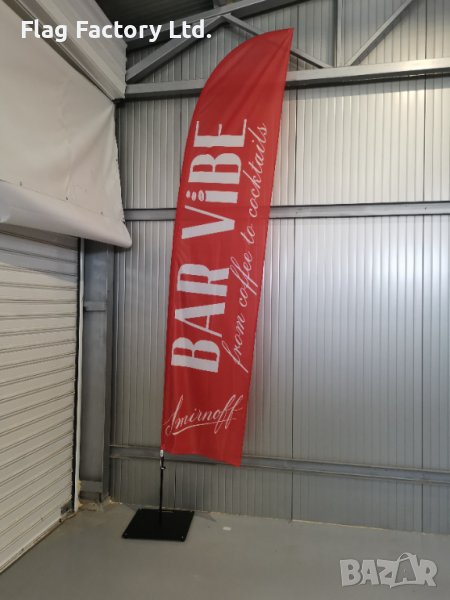 Flag Factory Ltd.
BAR ViBE
from coffee to cocktails
Smirnoff
BAZAR